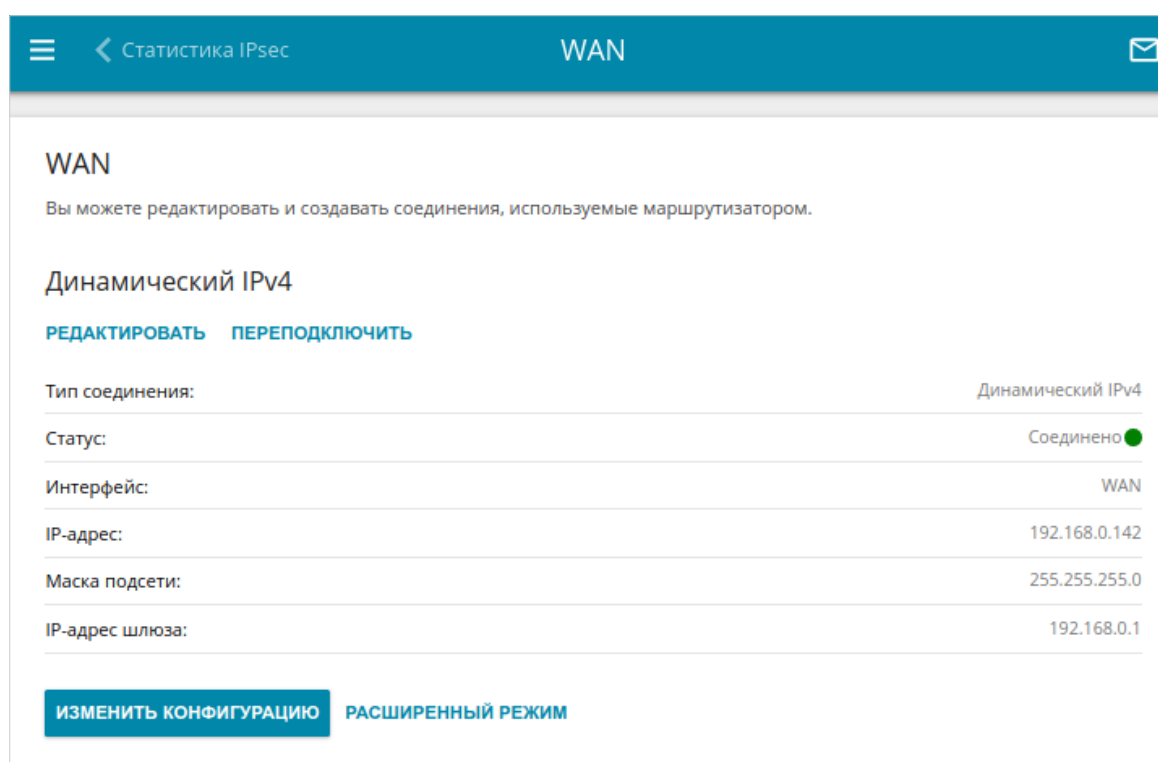 Статистика IPsec WAN
WAN
Вы можете редактировать и создавать соединения, используемые маршрутизатором.
Динамический IPv4
РЕДАКТИРОВАТЬ ПЕРЕПОДКЛЮЧИТЬ
Тип соединения: Динамический IPv4
Статус: Соединено
Интерфейс: WAN
IP-адрес: 192.168.0.142
Маска подсети: 255.255.255.0
IP-адрес шлюза: 192.168.0.1
ИЗМЕНИТЬ КОНФИГУРАЦИЮ РАСШИРЕННЫЙ РЕЖИМ